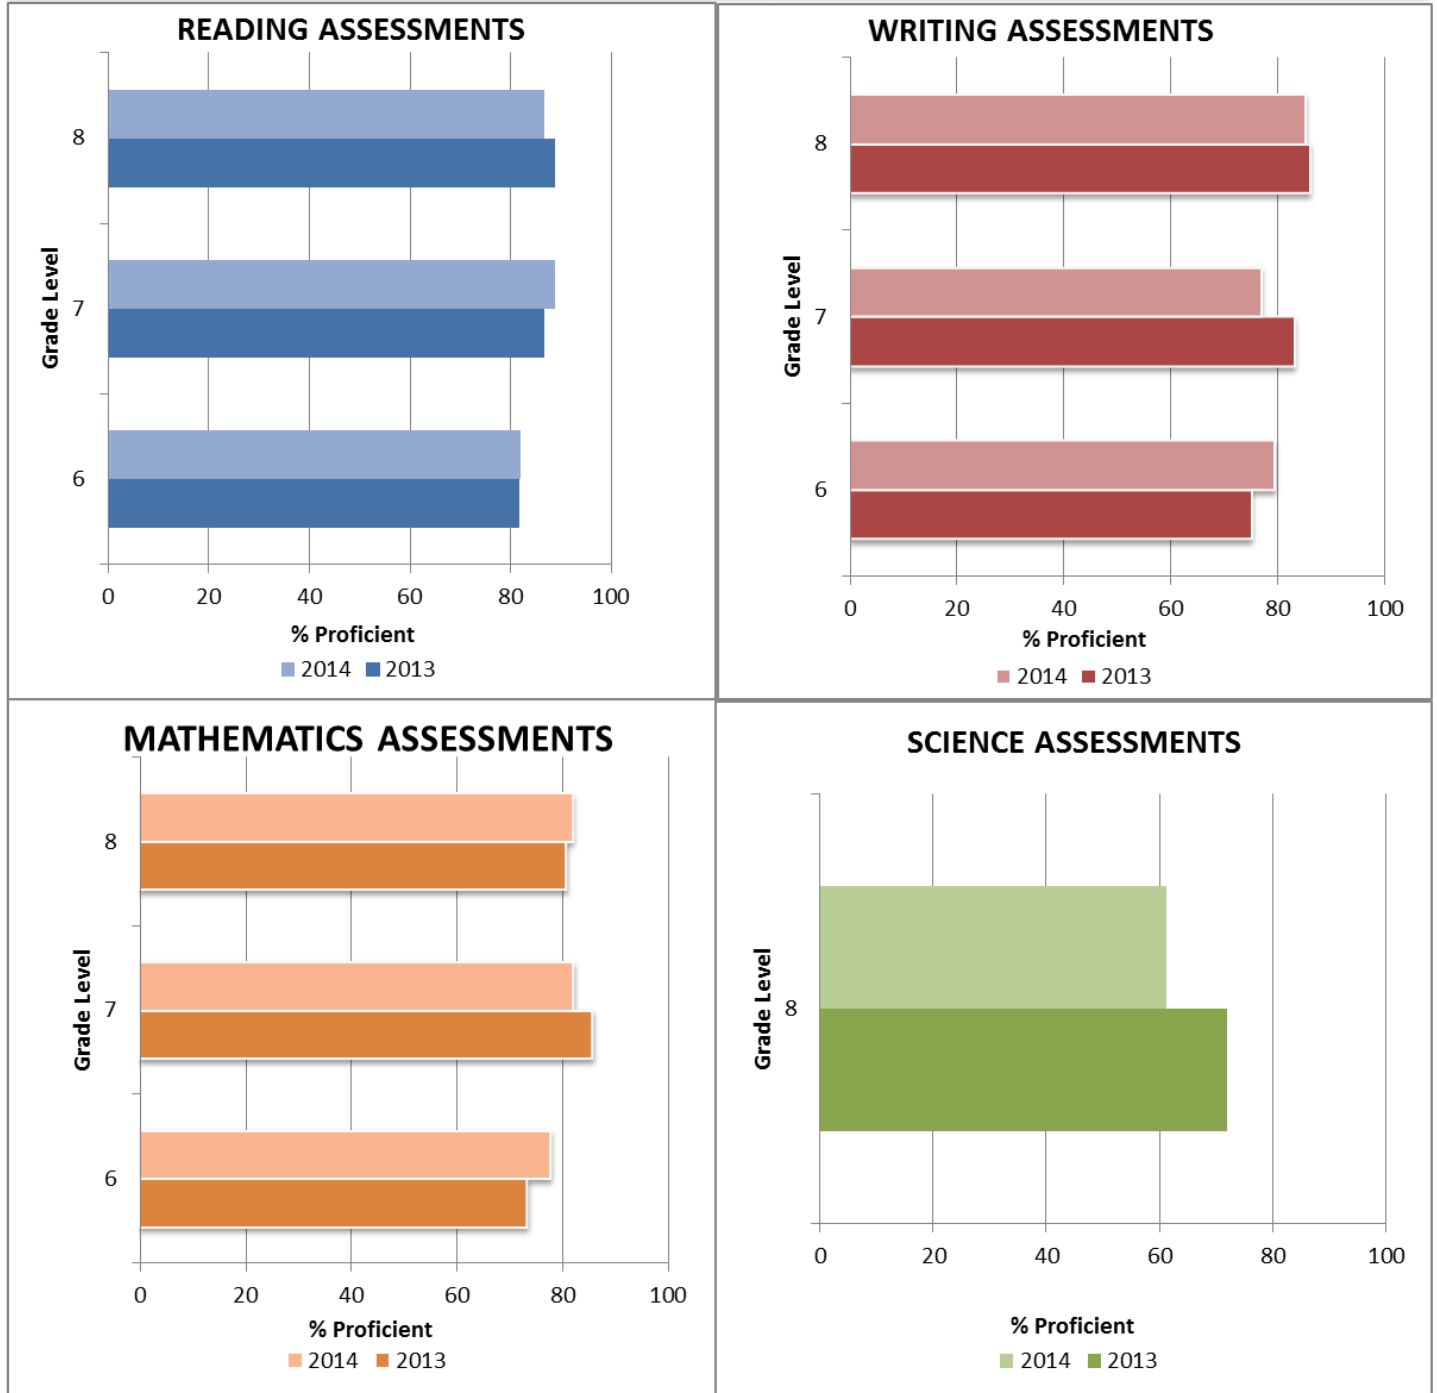 READING ASSESSMENTS
8
7
6
Grade Level
0 20 40 60 80 100
% Proficient
2014 2013
WRITING ASSESSMENTS
8
7
6
Grade Level
0 20 40 60 80 100
% Proficient
2014 2013
MATHEMATICS ASSESSMENTS
8
7
6
Grade Level
0 20 40 60 80 100
% Proficient
2014 2013
SCIENCE ASSESSMENTS
8
Grade Level
0 20 40 60 80 100
% Proficient
2014 2013